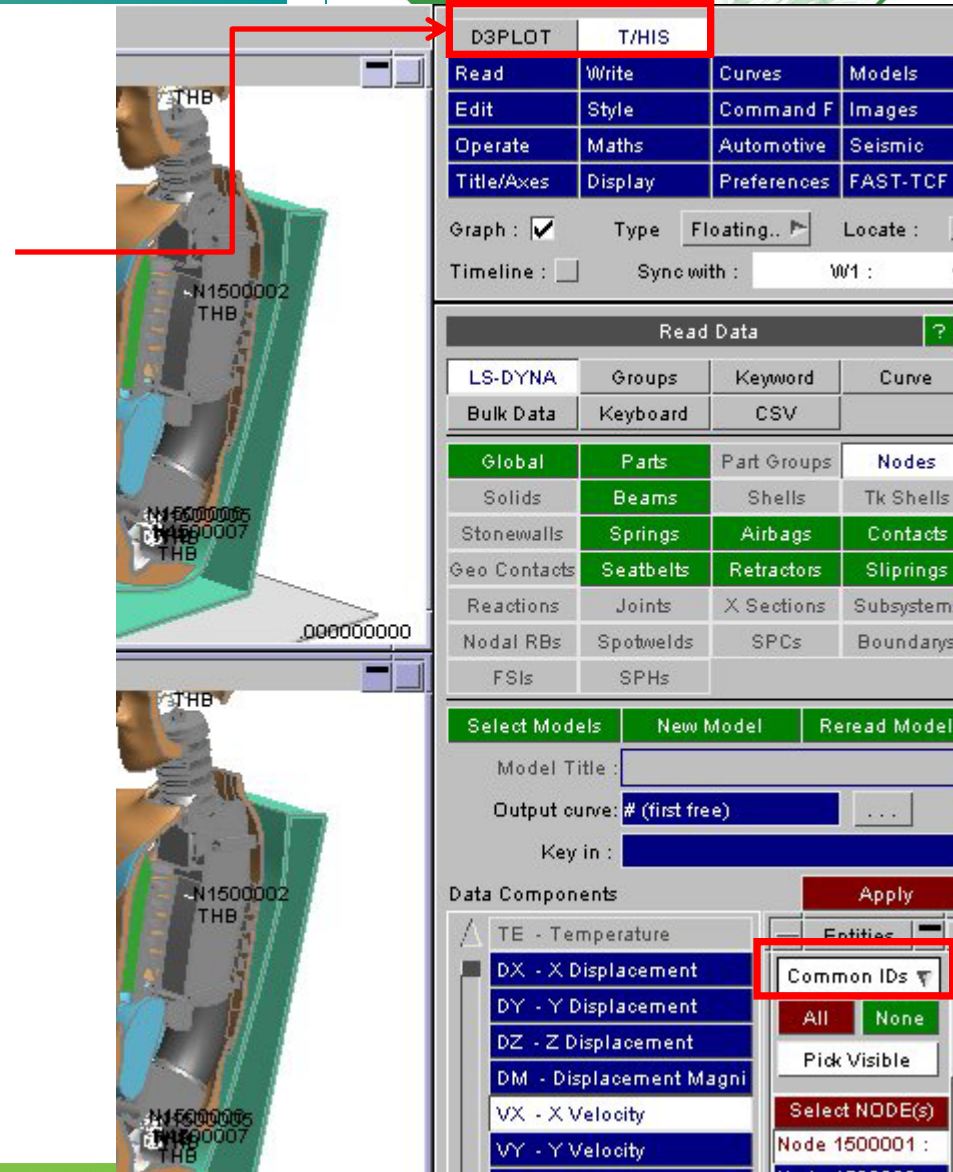 D3PLOT T/HIS
Read Write Curves Models
Edit Style Command F Images
Operate Maths Automotive Seismic
Title/Axes Display Preferences FAST-TCF
Graph : Type Floating.. Locate :
Timeline : Sync with : W1 :
Read Data ?
LS-DYNA Groups Keyword Curve
Bulk Data Keyboard CSV
Global Parts Part Groups Nodes
Solids Beams Shells Tk Shells
Stonewalls Springs Airbags Contacts
Geo Contacts Seatbelts Retractors Sliprings
Reactions Joints X Sections Subsystem
Nodal RBs Spotwelds SPCs Boundarys
FSIs SPHs
Select Models New Model Reread Model
Model Title :
Output curve: # (first free) ...
Key in :
Data Components Apply
TE - Temperature Entities
DX - X Displacement Common IDs
DY - Y Displacement All None
DZ - Z Displacement
DM - Displacement Magni Pick Visible
VX - X Velocity Select NODE(s)
VY - Y Velocity Node 1500001 :
THB
N1500002
THB
THB
.000000000
THB
N1500002
THB
THB